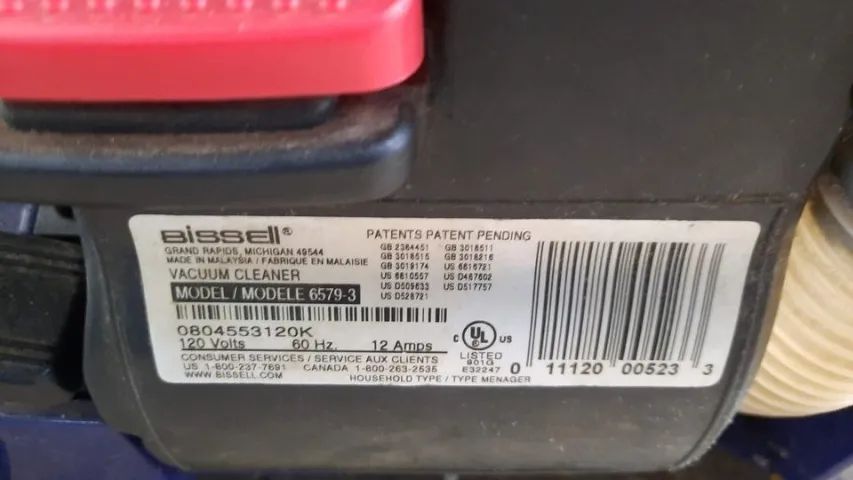 BISSELL®
GRAND RAPIDS, MICHIGAN 49544
MADE IN MALAYSIA / FABRIQUE EN MALAISIE
VACUUM CLEANER
MODEL / MODELE 6579-3
0804553120K
120 Volts 60 Hz. 12 Amps
CONSUMER SERVICES / SERVICE AUX CLIENTS
US 1-800-237-7691 CANADA 1-800-263-2535
WWW.BISSELL.COM
HOUSEHOLD TYPE / TYPE MENAGER
PATENTS PATENT PENDING
GB 2364451 GB 3018511
GB 3018515 GB 3018216
GB 3019174 US 6616721
US 6610557 US D467602
US D509633 US D517757
US D528721
C UL US
LISTED
901G
E32247
0 11120 00523 3